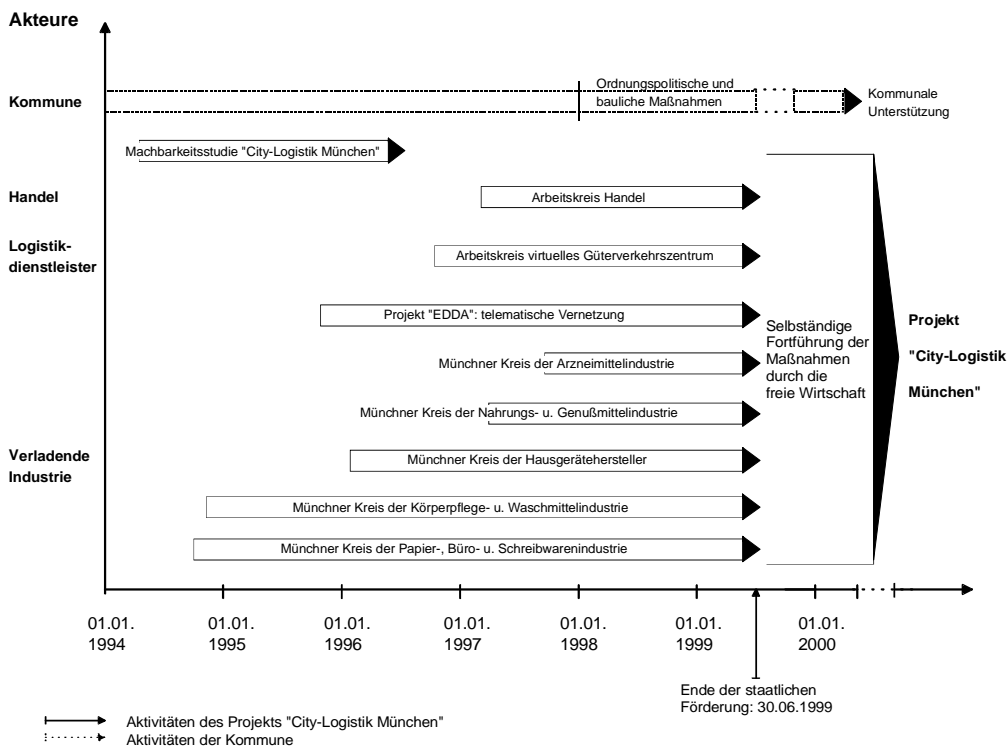 Akteure
Kommune
Ordnungspolitische und
bauliche Maßnahmen
Kommunale
Unterstützung
Machbarkeitsstudie "City-Logistik München"
Handel
Arbeitskreis Handel
Logistik-
dienstleister
Arbeitskreis virtuelles Güterverkehrszentrum
Projekt "EDDA": telematische Vernetzung
Münchner Kreis der Arzneimittelindustrie
Münchner Kreis der Nahrungs- u. Genußmittelindustrie
Verladende
Industrie
Münchner Kreis der Hausgerätehersteller
Münchner Kreis der Körperpflege- u. Waschmittelindustrie
Münchner Kreis der Papier-, Büro- u. Schreibwarenindustrie
Selbständige
Fortführung der
Maßnahmen
durch die
freie Wirtschaft
Projekt
"City-Logistik
München"
01.01.
1994
01.01.
1995
01.01.
1996
01.01.
1997
01.01.
1998
01.01.
1999
01.01.
2000
Ende der staatlichen
Förderung: 30.06.1999
Aktivitäten des Projekts "City-Logistik München"
Aktivitäten der Kommune